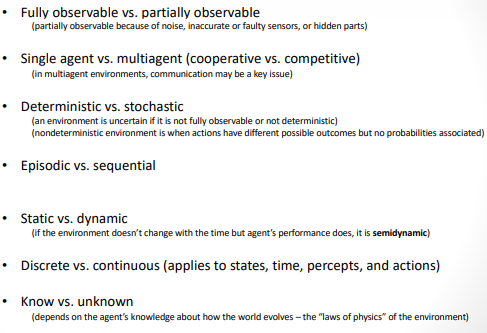 • Fully observable vs. partially observable
(partially observable because of noise, inaccurate or faulty sensors, or hidden parts)
• Single agent vs. multiagent (cooperative vs. competitive)
(in multiagent environments, communication may be a key issue)
• Deterministic vs. stochastic
(an environment is uncertain if it is not fully observable or not deterministic)
(nondeterministic environment is when actions have different possible outcomes but no probabilities associated)
• Episodic vs. sequential
• Static vs. dynamic
(if the environment doesn't change with the time but agent's performance does, it is semidynamic)
• Discrete vs. continuous (applies to states, time, percepts, and actions)
• Know vs. unknown
(depends on the agent's knowledge about how the world evolves – the "laws of physics" of the environment)